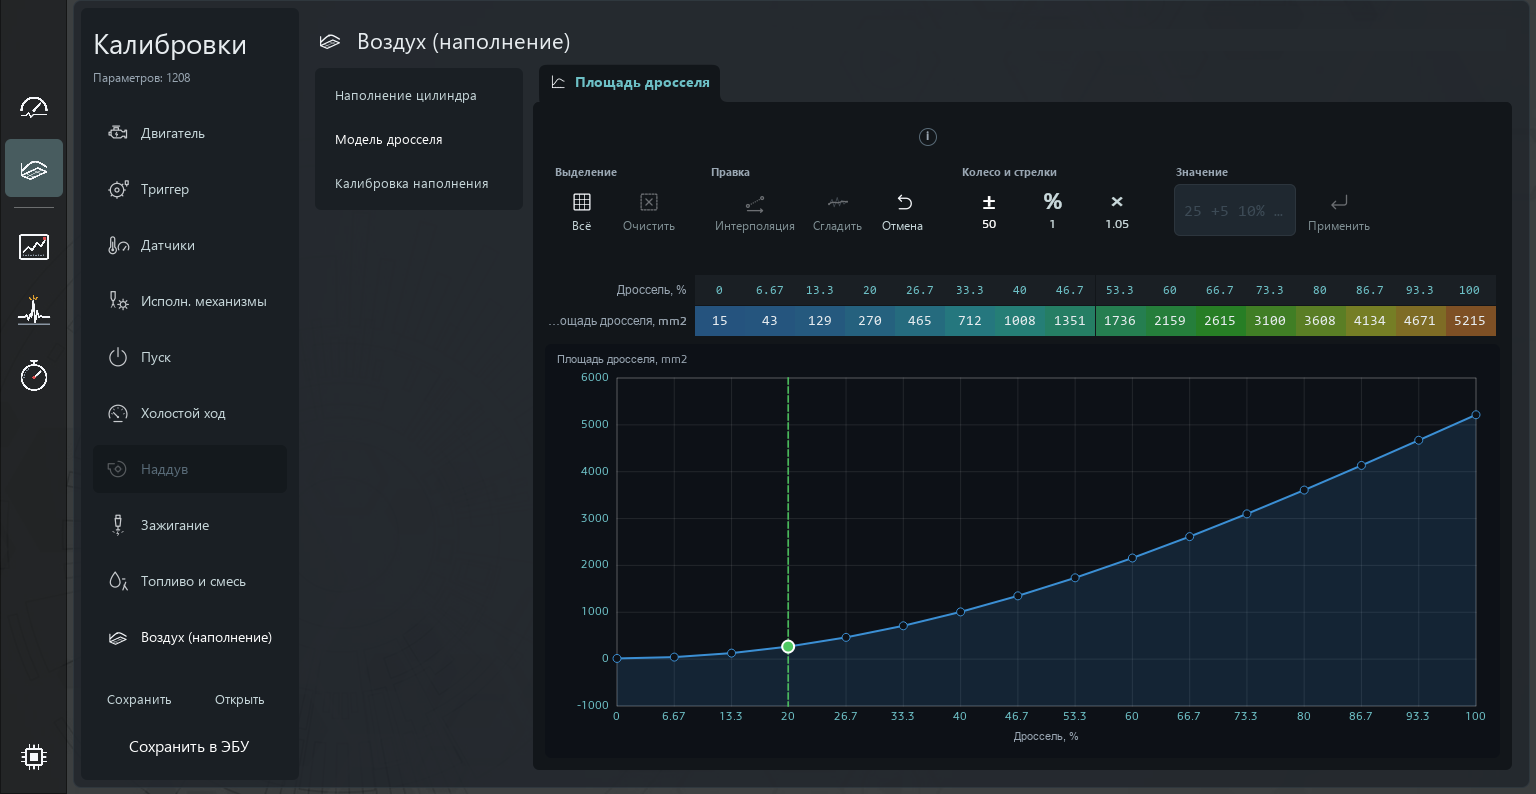 Калибровки
Параметров: 1208
Двигатель
Триггер
Датчики
Исполн. механизмы
Пуск
Холостой ход
Наддув
Зажигание
Топливо и смесь
Воздух (наполнение)
Сохранить
Открыть
Сохранить в ЭБУ
Воздух (наполнение)
Наполнение цилиндра
Модель дросселя
Калибровка наполнения
Площадь дросселя
Выделение
Всё
Очистить
Правка
Интерполяция
Сгладить
Отмена
Колесо и стрелки
± % ×
50 1 1.05
Значение
25 +5 10% …
Применить
Дроссель, % 0 6.67 13.3 20 26.7 33.3 40 46.7 53.3 60 66.7 73.3 80 86.7 93.3 100
…ощадь дросселя, mm2 15 43 129 270 465 712 1008 1351 1736 2159 2615 3100 3608 4134 4671 5215
Площадь дросселя, mm2
6000
5000
4000
3000
2000
1000
0
-1000
0 6.67 13.3 20 26.7 33.3 40 46.7 53.3 60 66.7 73.3 80 86.7 93.3 100
Дроссель, %